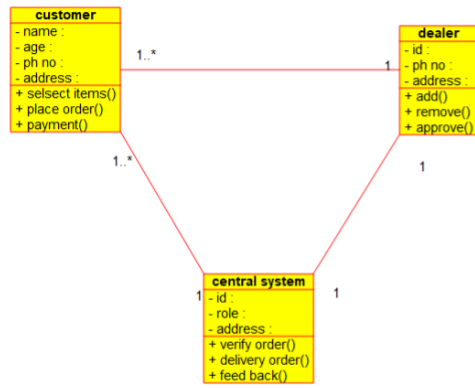 customer
- name :
- age :
- ph no :
- address :
+ selsect items()
+ place order()
+ payment()
1..*
1
dealer
- id :
- ph no :
- address :
+ add()
+ remove()
+ approve()
1..*
1
central system
- id :
- role :
- address :
+ verify order()
+ delivery order()
+ feed back()
1
1